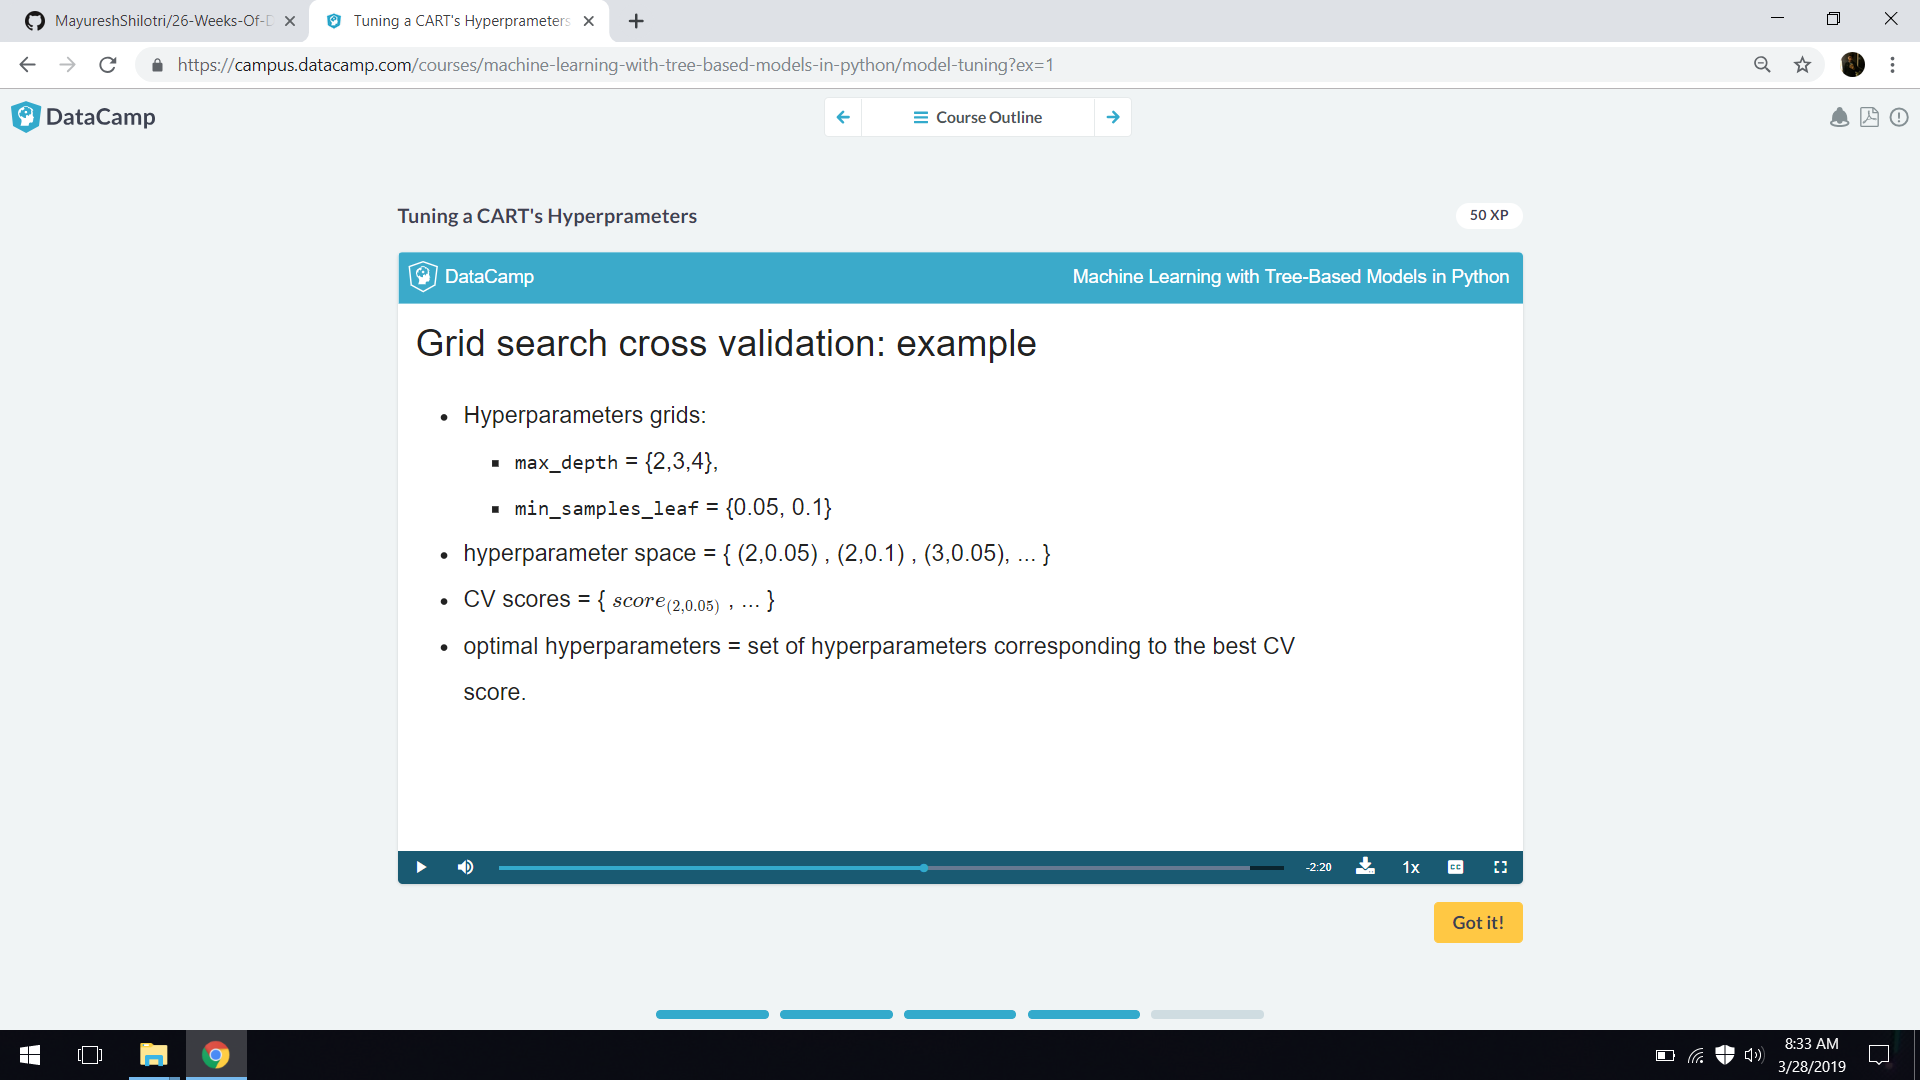 MayureshShilotri/26-Weeks-Of-D
Tuning a CART's Hyperprameters
https://campus.datacamp.com/courses/machine-learning-with-tree-based-models-in-python/model-tuning?ex=1
DataCamp
Course Outline
Tuning a CART's Hyperprameters
50 XP
DataCamp
Machine Learning with Tree-Based Models in Python
Grid search cross validation: example
• Hyperparameters grids:
▪ max_depth = {2,3,4},
▪ min_samples_leaf = {0.05, 0.1}
• hyperparameter space = { (2,0.05) , (2,0.1) , (3,0.05), ... }
• CV scores = { score(2,0.05) , ... }
• optimal hyperparameters = set of hyperparameters corresponding to the best CV
score.
-2:20
1x
CC
Got it!
8:33 AM
3/28/2019